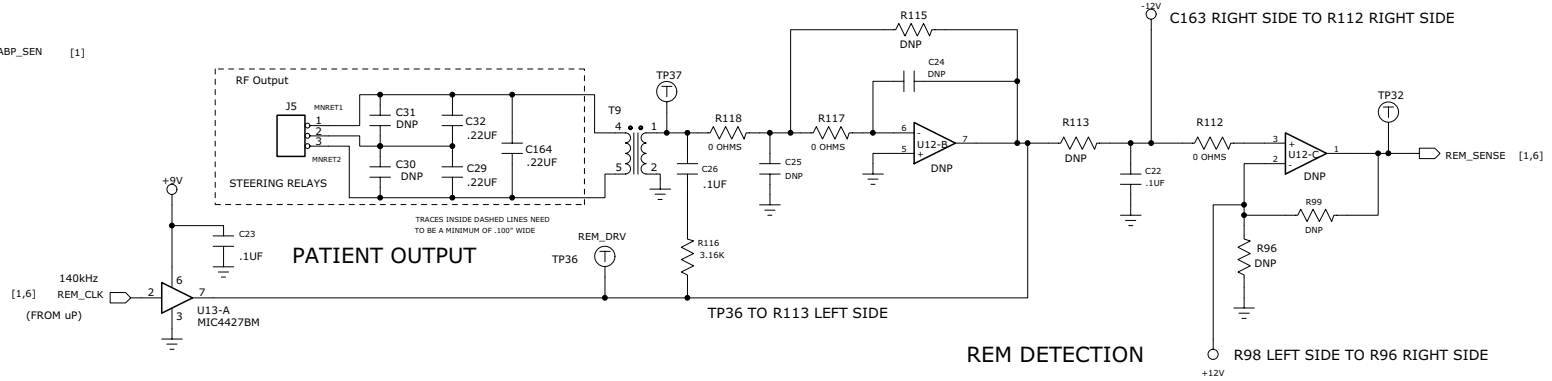 ABP_SEN [1]
RF Output
J5
MNRET1
1
2
3
MNRET2
STEERING RELAYS
C31
DNP
C30
DNP
C32
.22UF
C29
.22UF
C164
.22UF
TRACES INSIDE DASHED LINES NEED
TO BE A MINIMUM OF .100" WIDE
PATIENT OUTPUT
T9
4 1
5 2
TP37
T
R118
0 OHMS
C26
.1UF
R116
3.16K
C25
DNP
R117
0 OHMS
R115
DNP
C24
DNP
6 -
5 +
7
U12-B
DNP
R113
DNP
-12V
C163 RIGHT SIDE TO R112 RIGHT SIDE
C22
.1UF
R112
0 OHMS
3 +
2 -
1
U12-C
DNP
TP32
T
REM_SENSE [1,6]
R99
DNP
R96
DNP
+12V
R98 LEFT SIDE TO R96 RIGHT SIDE
REM DETECTION
+9V
C23
.1UF
140kHz
[1,6] REM_CLK
(FROM uP)
2
6
7
3
U13-A
MIC4427BM
REM_DRV
TP36
T
TP36 TO R113 LEFT SIDE